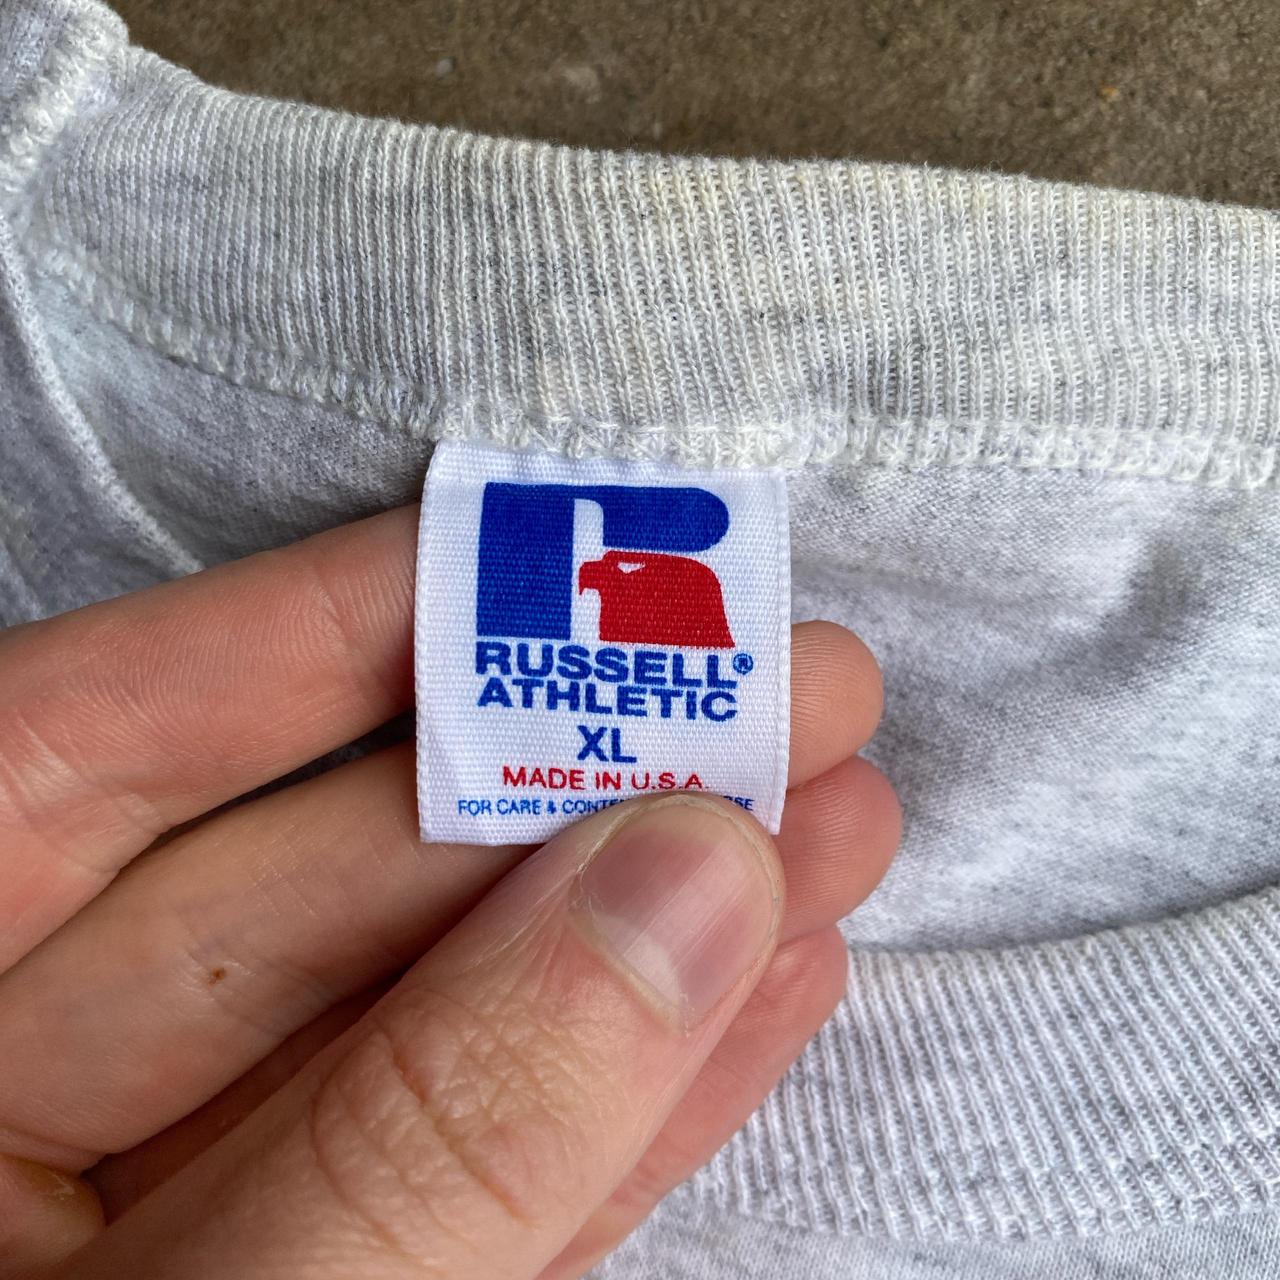 RUSSELL®
ATHLETIC
XL
MADE IN U.S.A.
FOR CARE &